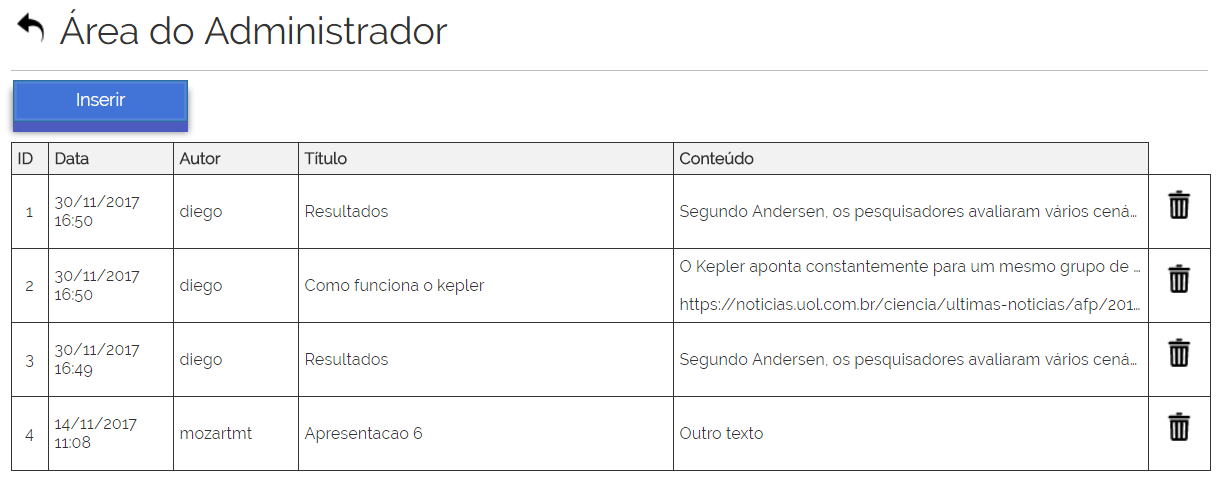 Área do Administrador
Inserir
ID Data Autor Título Conteúdo
1 30/11/2017 16:50 diego Resultados Segundo Andersen, os pesquisadores avaliaram vários cená...
2 30/11/2017 16:50 diego Como funciona o kepler O Kepler aponta constantemente para um mesmo grupo de ...
https://noticias.uol.com.br/ciencia/ultimas-noticias/afp/201...
3 30/11/2017 16:49 diego Resultados Segundo Andersen, os pesquisadores avaliaram vários cená...
4 14/11/2017 11:08 mozartmt Apresentacao 6 Outro texto